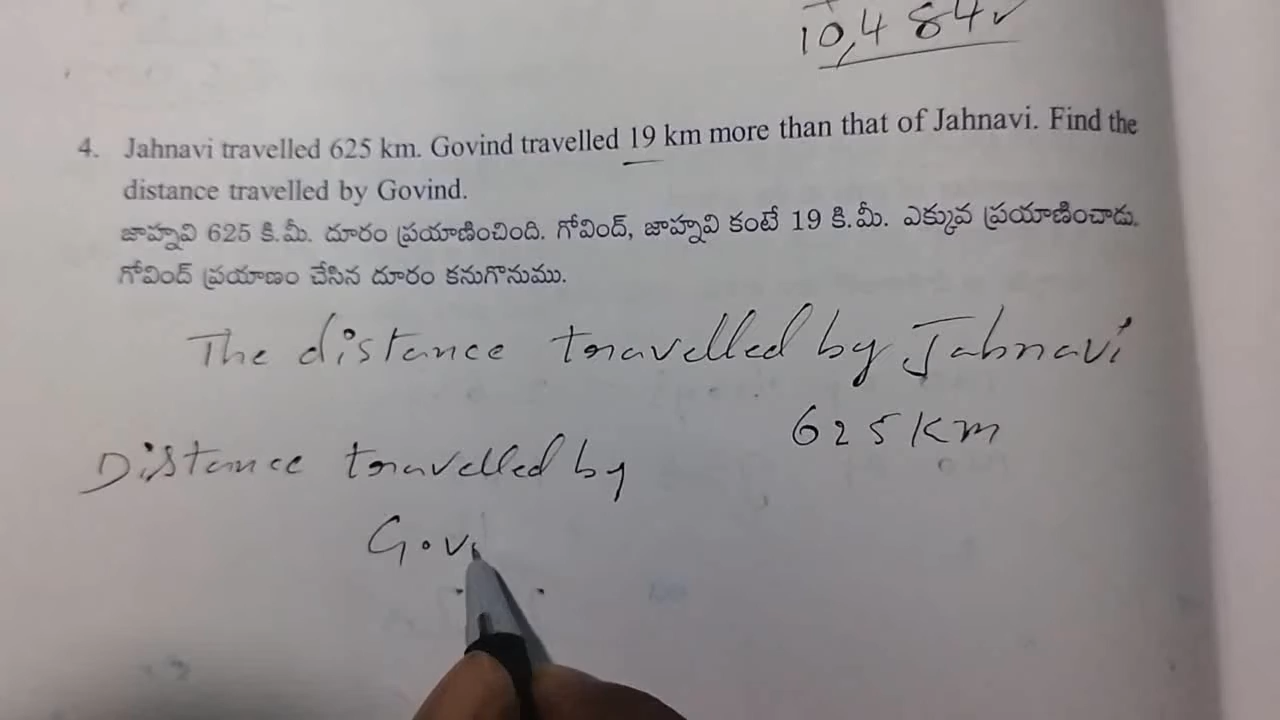 10,484✓
4. Jahnavi travelled 625 km. Govind travelled 19 km more than that of Jahnavi. Find the
distance travelled by Govind.
జాహ్నవి 625 కి.మీ. దూరం ప్రయాణించింది. గోవింద్, జాహ్నవి కంటే 19 కి.మీ. ఎక్కువ ప్రయాణించాడు.
గోవింద్ ప్రయాణం చేసిన దూరం కనుగొనుము.
The distance travelled by Jahnavi
625 km
Distance travelled by
Govi